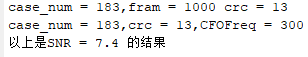 case_num = 183,fram = 1000 crc = 13
case_num = 183,crc = 13,CFOFreq = 300
以上是SNR = 7.4 的结果